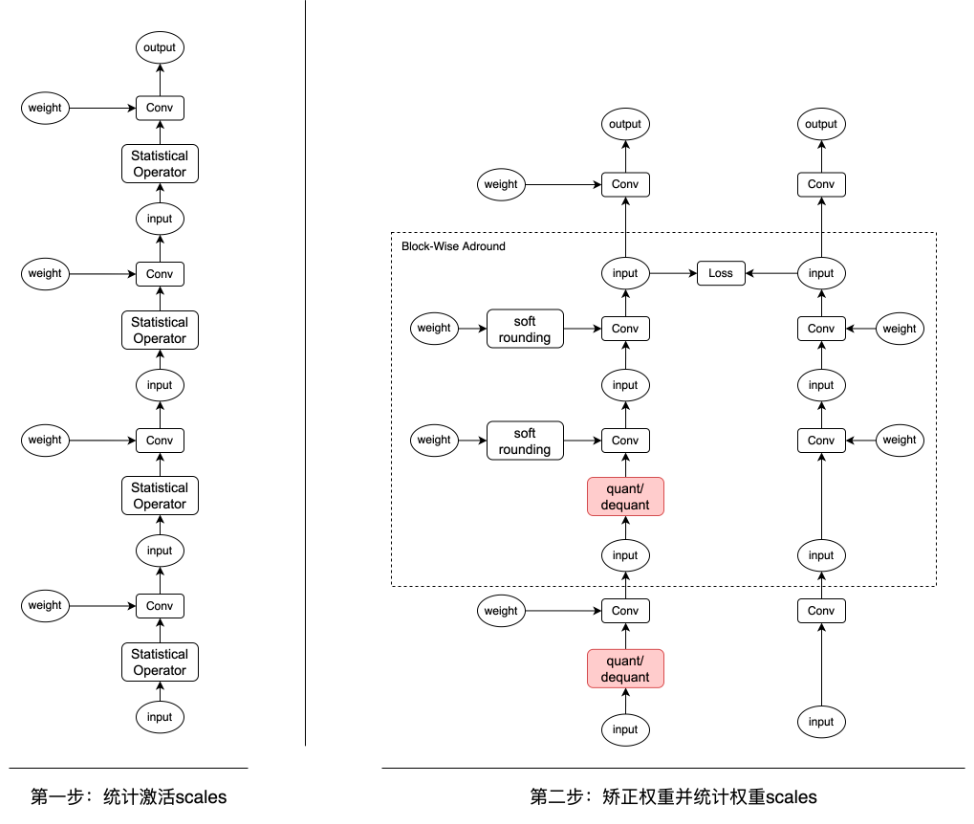 output
weight
Conv
Statistical
Operator
input
weight
Conv
Statistical
Operator
input
weight
Conv
Statistical
Operator
input
weight
Conv
Statistical
Operator
input
第一步：统计激活scales
output
output
weight
Conv
Conv
Block-Wise Adround
input
Loss
input
weight
soft
rounding
Conv
Conv
weight
input
input
weight
soft
rounding
Conv
Conv
weight
quant/
dequant
input
input
weight
Conv
Conv
quant/
dequant
input
input
第二步：矫正权重并统计权重scales